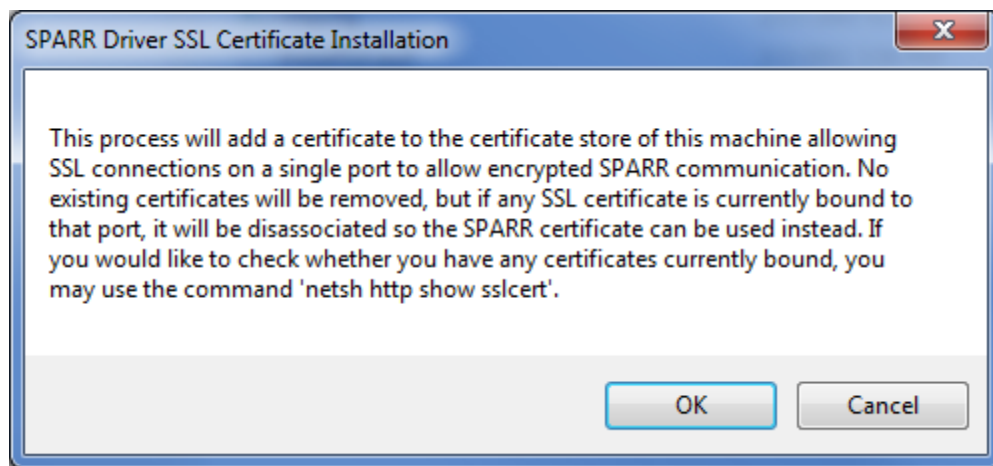 SPARR Driver SSL Certificate Installation
This process will add a certificate to the certificate store of this machine allowing
SSL connections on a single port to allow encrypted SPARR communication. No
existing certificates will be removed, but if any SSL certificate is currently bound to
that port, it will be disassociated so the SPARR certificate can be used instead. If
you would like to check whether you have any certificates currently bound, you
may use the command 'netsh http show sslcert'.
OK
Cancel